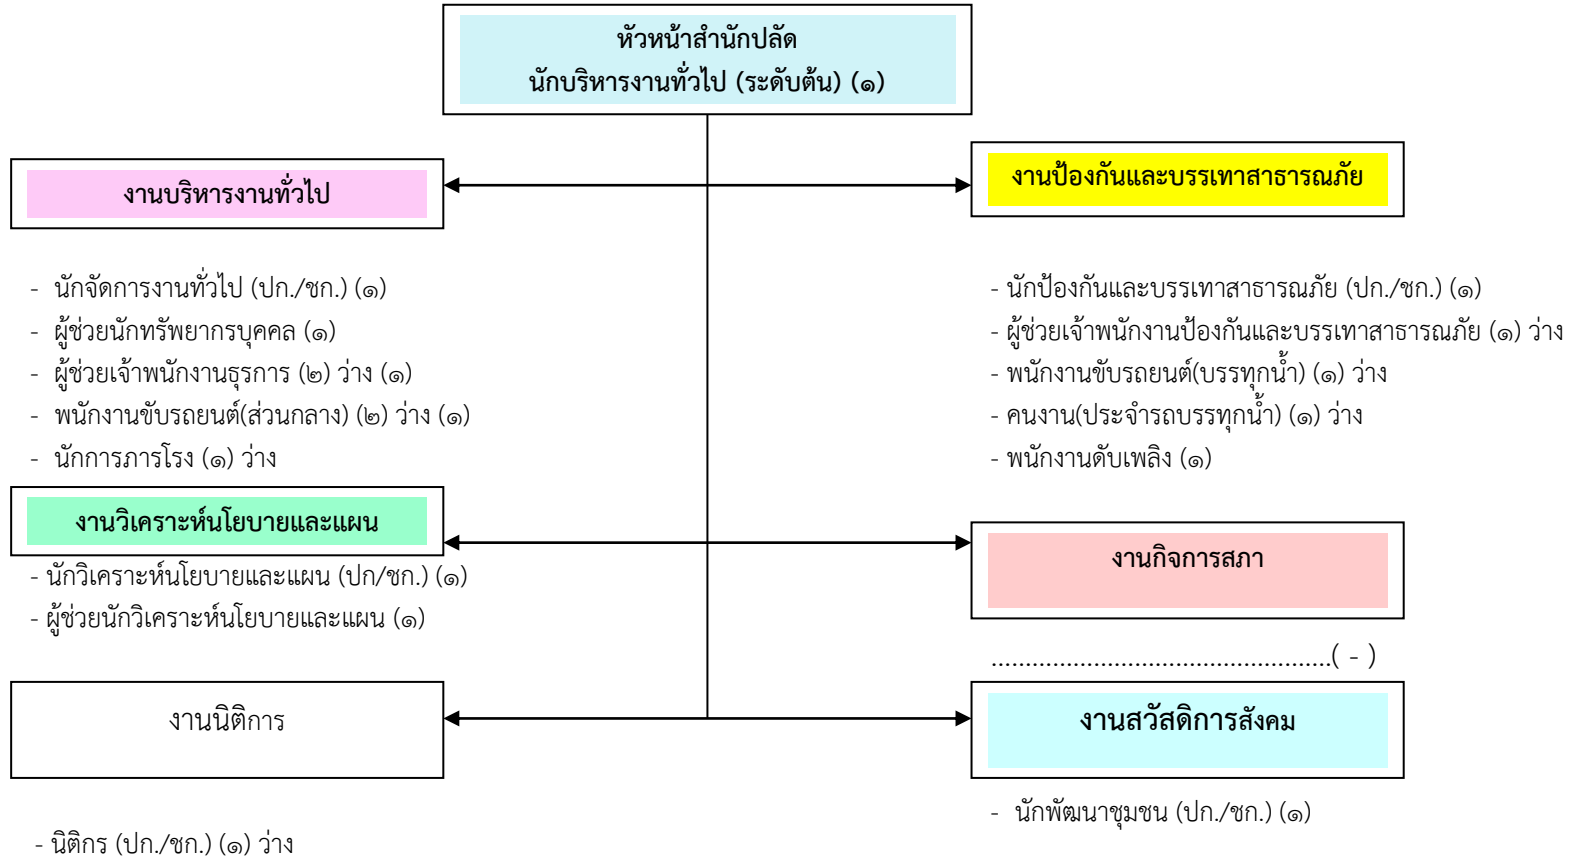 หัวหน้าสำนักปลัด
นักบริหารงานทั่วไป (ระดับต้น) (๑)
งานบริหารงานทั่วไป
- นักจัดการงานทั่วไป (ปก./ชก.) (๑)
- ผู้ช่วยนักทรัพยากรบุคคล (๑)
- ผู้ช่วยเจ้าพนักงานธุรการ (๒) ว่าง (๑)
- พนักงานขับรถยนต์(ส่วนกลาง) (๒) ว่าง (๑)
- นักการภารโรง (๑) ว่าง
งานป้องกันและบรรเทาสาธารณภัย
- นักป้องกันและบรรเทาสาธารณภัย (ปก./ชก.) (๑)
- ผู้ช่วยเจ้าพนักงานป้องกันและบรรเทาสาธารณภัย (๑) ว่าง
- พนักงานขับรถยนต์(บรรทุกน้ำ) (๑) ว่าง
- คนงาน(ประจำรถบรรทุกน้ำ) (๑) ว่าง
- พนักงานดับเพลิง (๑)
งานวิเคราะห์นโยบายและแผน
- นักวิเคราะห์นโยบายและแผน (ปก/ชก.) (๑)
- ผู้ช่วยนักวิเคราะห์นโยบายและแผน (๑)
งานกิจการสภา
..................................................( - )
งานนิติการ
- นิติกร (ปก./ชก.) (๑) ว่าง
งานสวัสดิการสังคม
- นักพัฒนาชุมชน (ปก./ชก.) (๑)